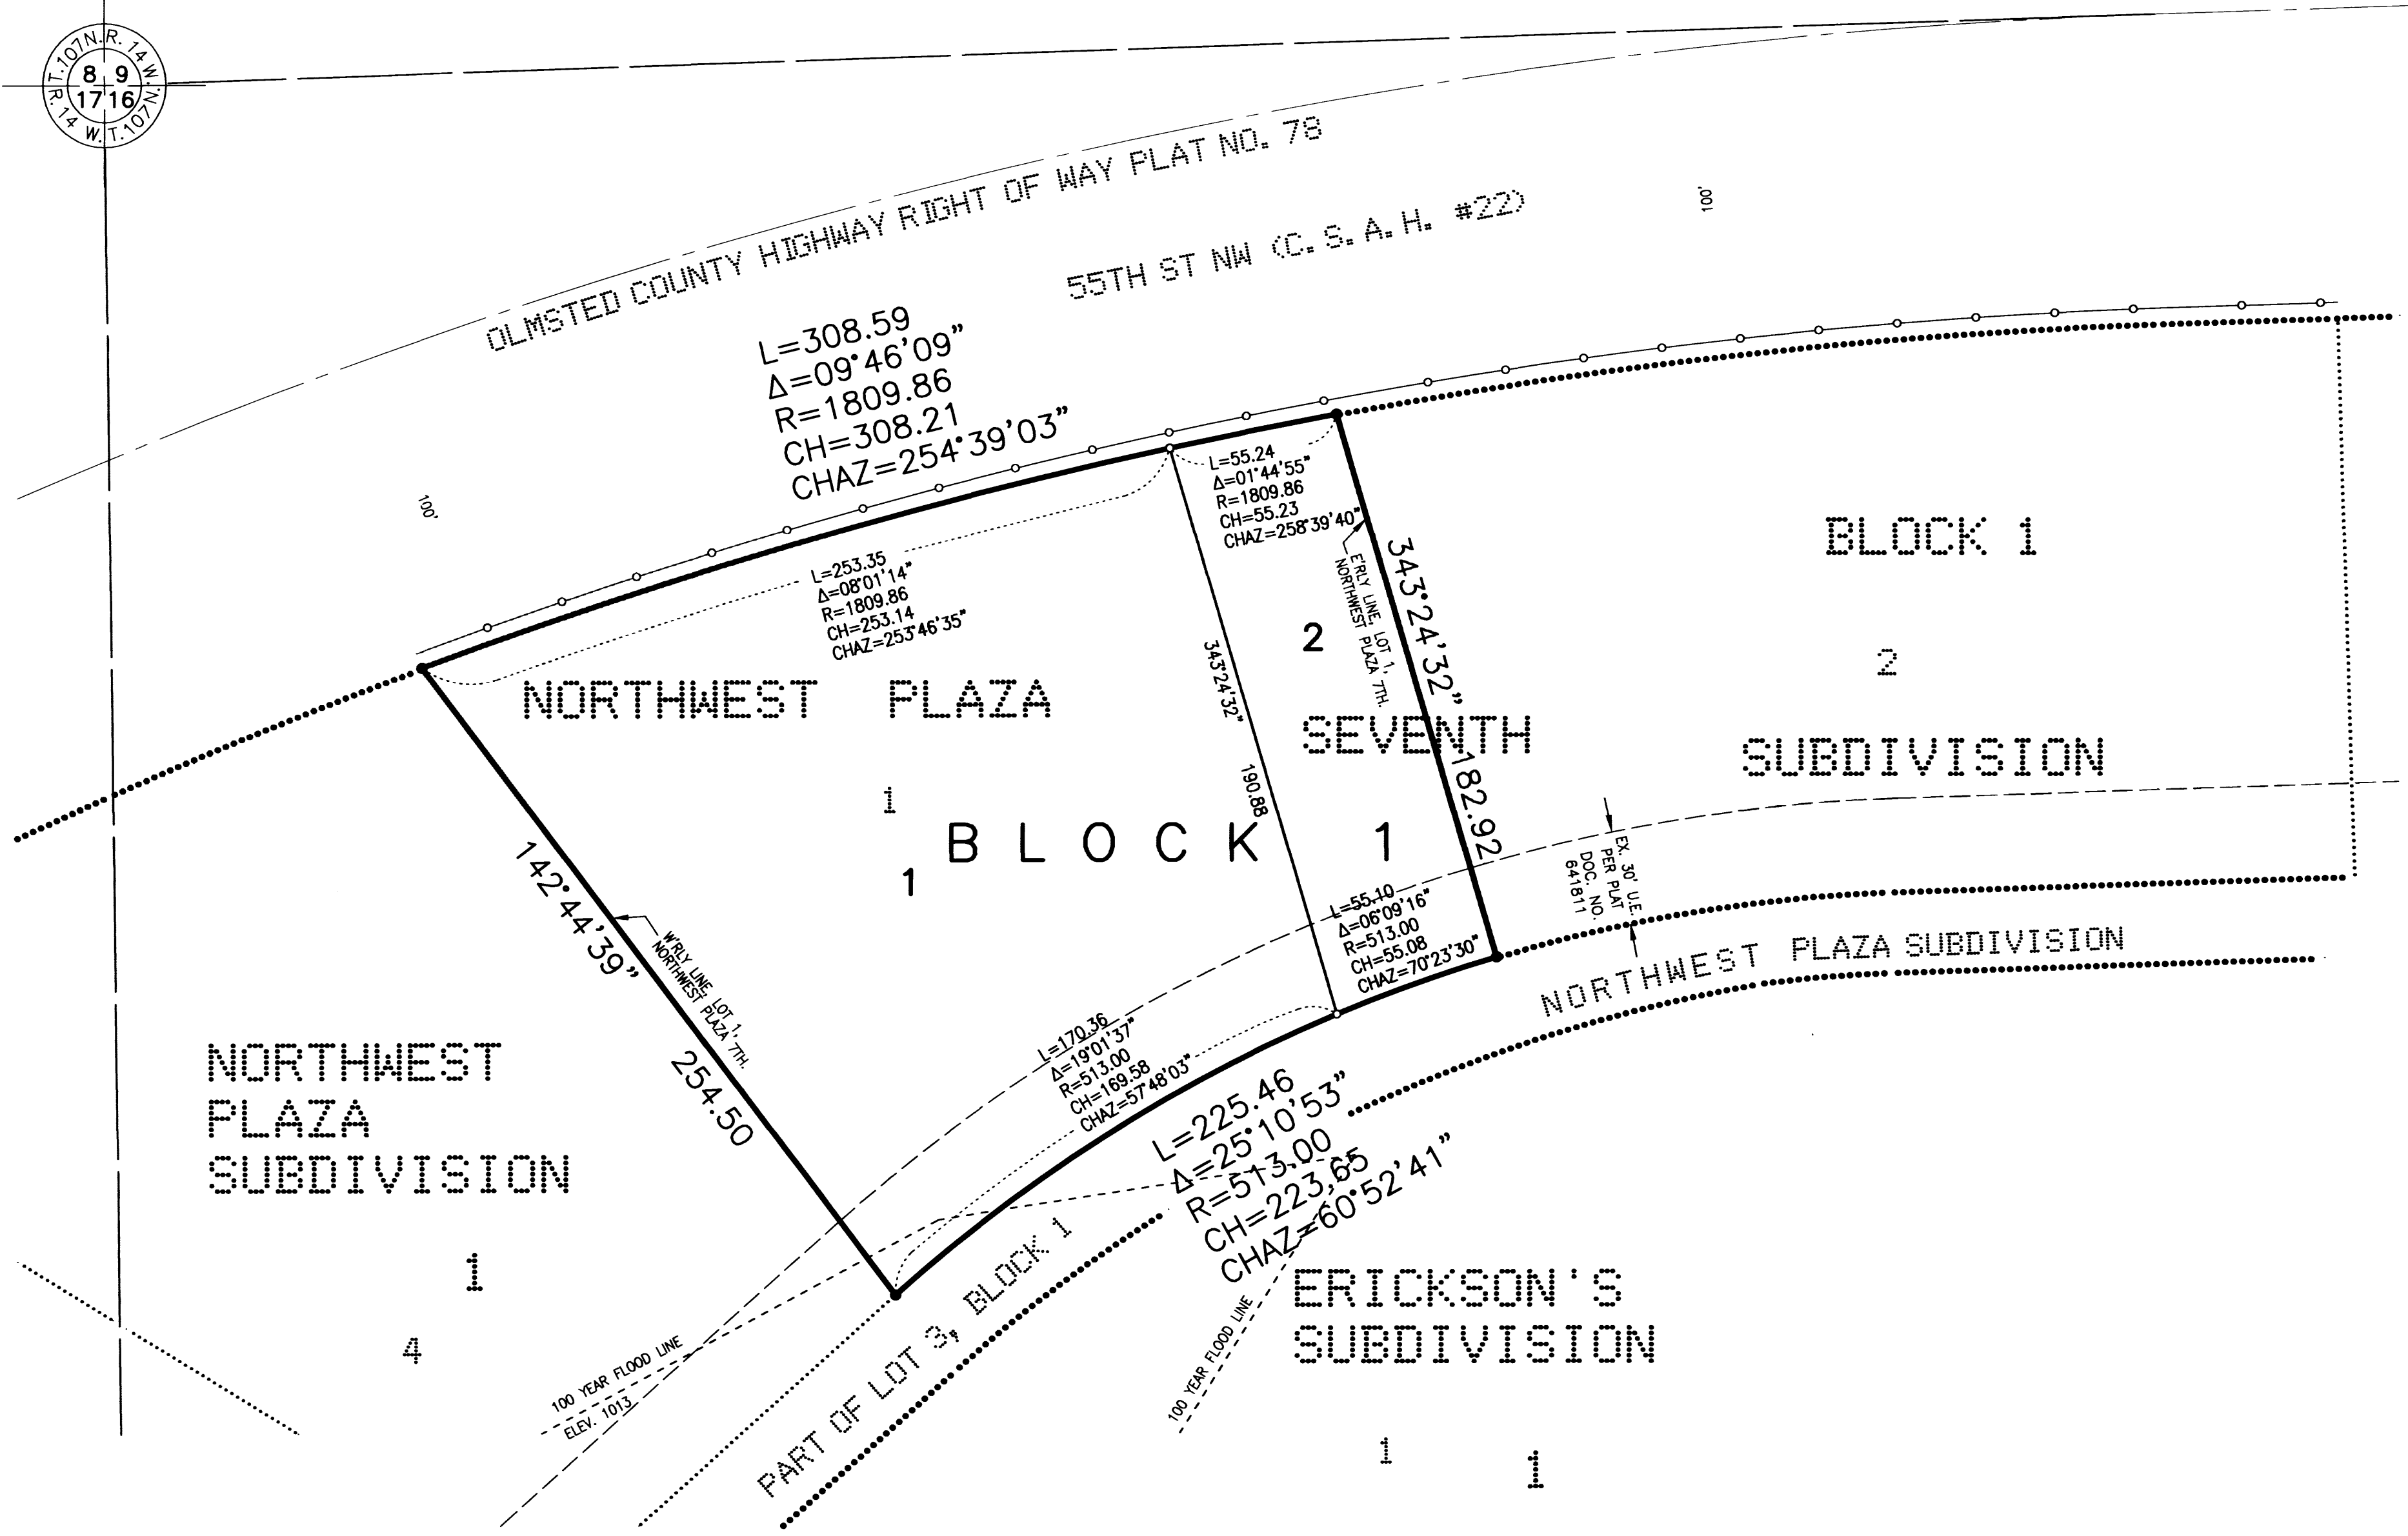 T.107N.R. 14 W.
8 9
17 16
R. 14 W.T.107N.
OLMSTED COUNTY HIGHWAY RIGHT OF WAY PLAT NO. 78
55TH ST NW (C.S.A.H. #22)
100'
100'
L=308.59
Δ=09°46'09"
R=1809.86
CH=308.21
CHAZ=254°39'03"
L=55.24
Δ=01°44'55"
R=1809.86
CH=55.23
CHAZ=258°39'40"
L=253.35
Δ=08°01'14"
R=1809.86
CH=253.14
CHAZ=253°46'35"
E'RLY LINE, LOT 1,
NORTHWEST PLAZA 7TH.
343°24'32"
182.92
343°24'32"
190.88
BLOCK 1
2
2
NORTHWEST PLAZA
SEVENTH
SUBDIVISION
1
BLOCK 1
1
142°44'39"
254.50
W'RLY LINE, LOT 1,
NORTHWEST PLAZA 7TH.
EX. 30' U.E.
PER PLAT
DOC. NO.
641811
L=55.10
Δ=06°09'16"
R=513.00
CH=55.08
CHAZ=70°23'30"
NORTHWEST PLAZA SUBDIVISION
L=170.36
Δ=19°01'37"
R=513.00
CH=169.58
CHAZ=57°48'03"
L=225.46
Δ=25°10'53"
R=513.00
CH=223.65
CHAZ=60°52'41"
NORTHWEST
PLAZA
SUBDIVISION
1
4
100 YEAR FLOOD LINE
ELEV. 1013
PART OF LOT 3, BLOCK 1
100 YEAR FLOOD LINE
ERICKSON'S
SUBDIVISION
1
1